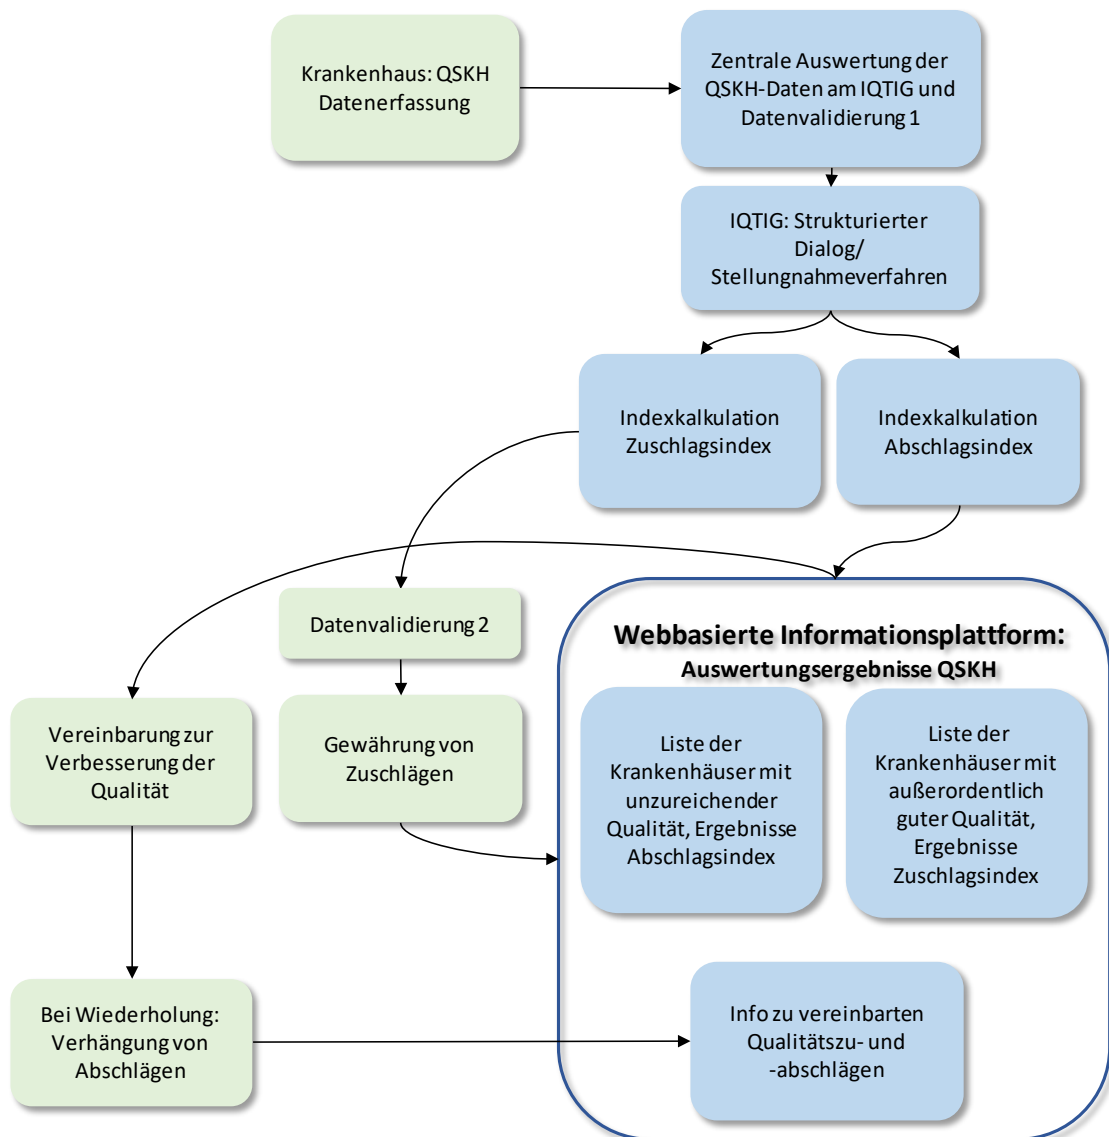 Krankenhaus: QSKH
Datenerfassung
Zentrale Auswertung der
QSKH-Daten am IQTIG und
Datenvalidierung 1
IQTIG: Strukturierter
Dialog/
Stellungnahmeverfahren
Indexkalkulation
Zuschlagsindex
Indexkalkulation
Abschlagsindex
Datenvalidierung 2
Webbasierte Informationsplattform:
Auswertungsergebnisse QSKH
Vereinbarung zur
Verbesserung der
Qualität
Gewährung von
Zuschlägen
Liste der
Krankenhäuser mit
unzureichender
Qualität, Ergebnisse
Abschlagsindex
Liste der
Krankenhäuser mit
außerordentlich
guter Qualität,
Ergebnisse
Zuschlagsindex
Bei Wiederholung:
Verhängung von
Abschlägen
Info zu vereinbarten
Qualitätszu- und
-abschlägen